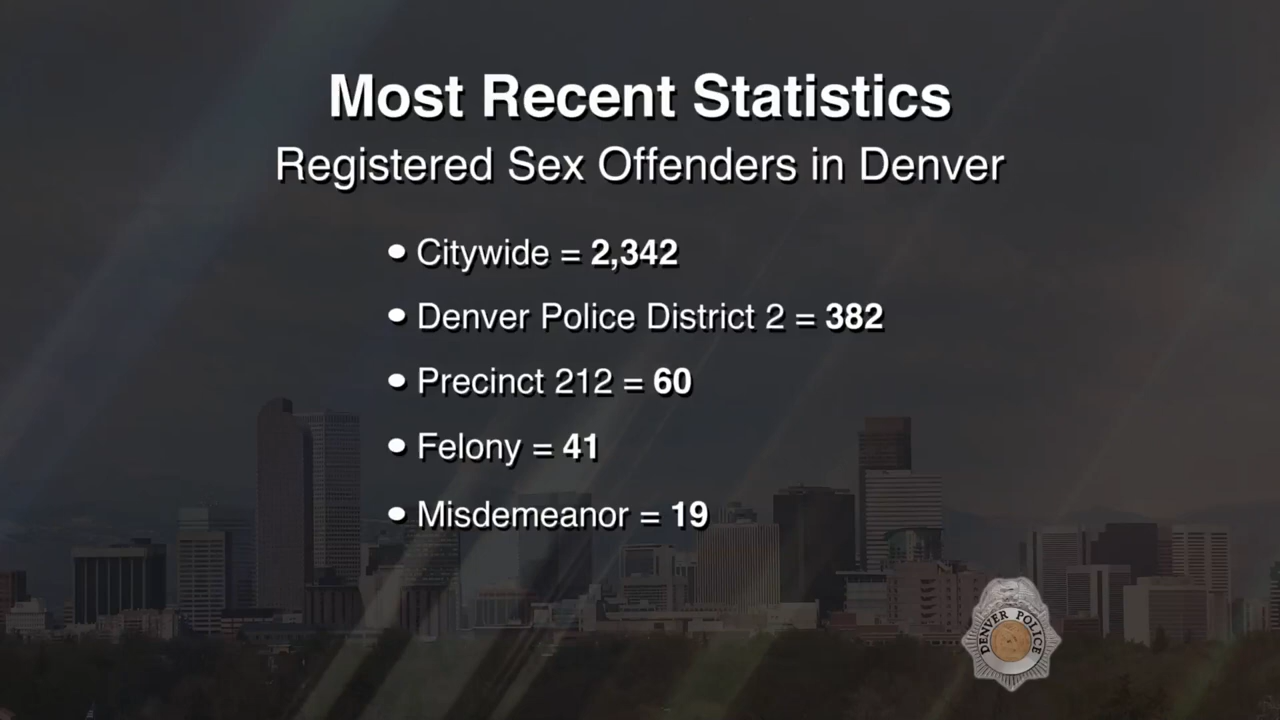 Most Recent Statistics
Registered Sex Offenders in Denver
• Citywide = 2,342
• Denver Police District 2 = 382
• Precinct 212 = 60
• Felony = 41
• Misdemeanor = 19
DENVER POLICE